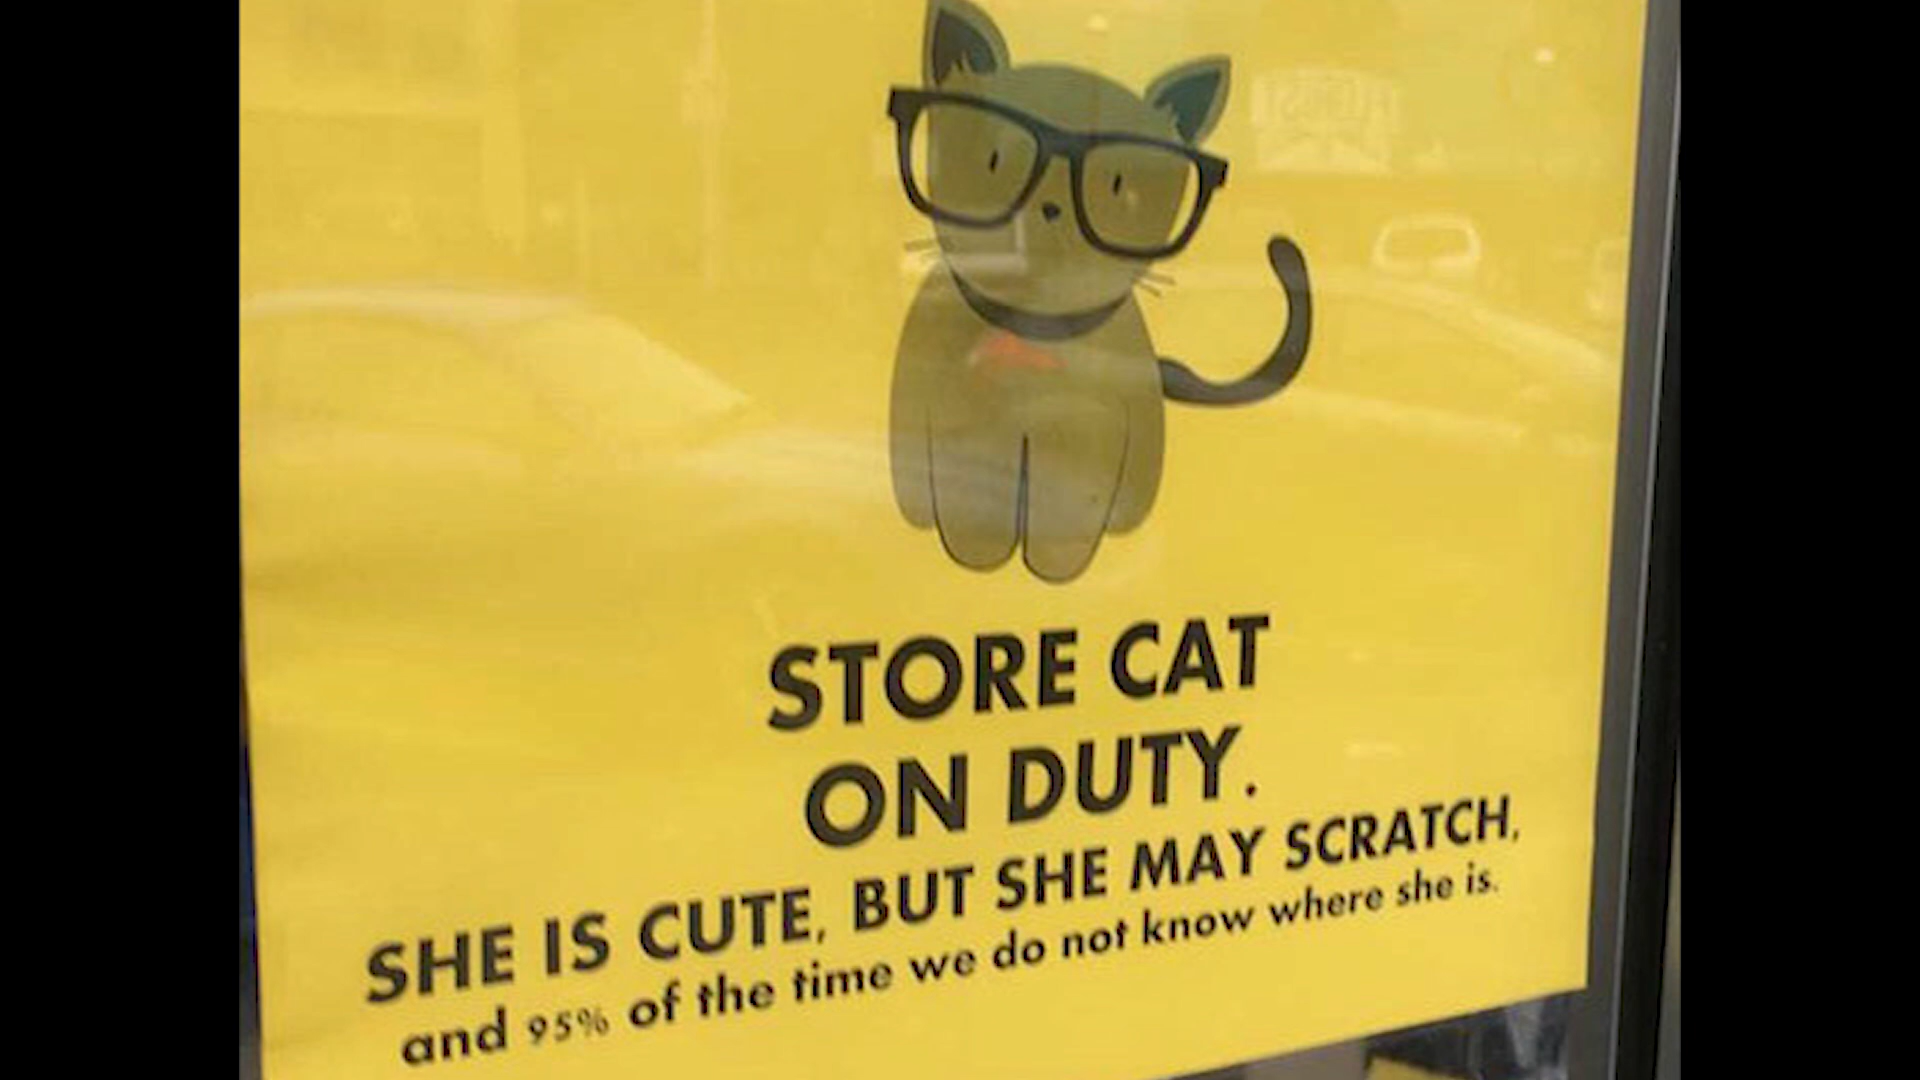 STORE CAT
ON DUTY.
SHE IS CUTE, BUT SHE MAY SCRATCH,
and 95% of the time we do not know where she is.